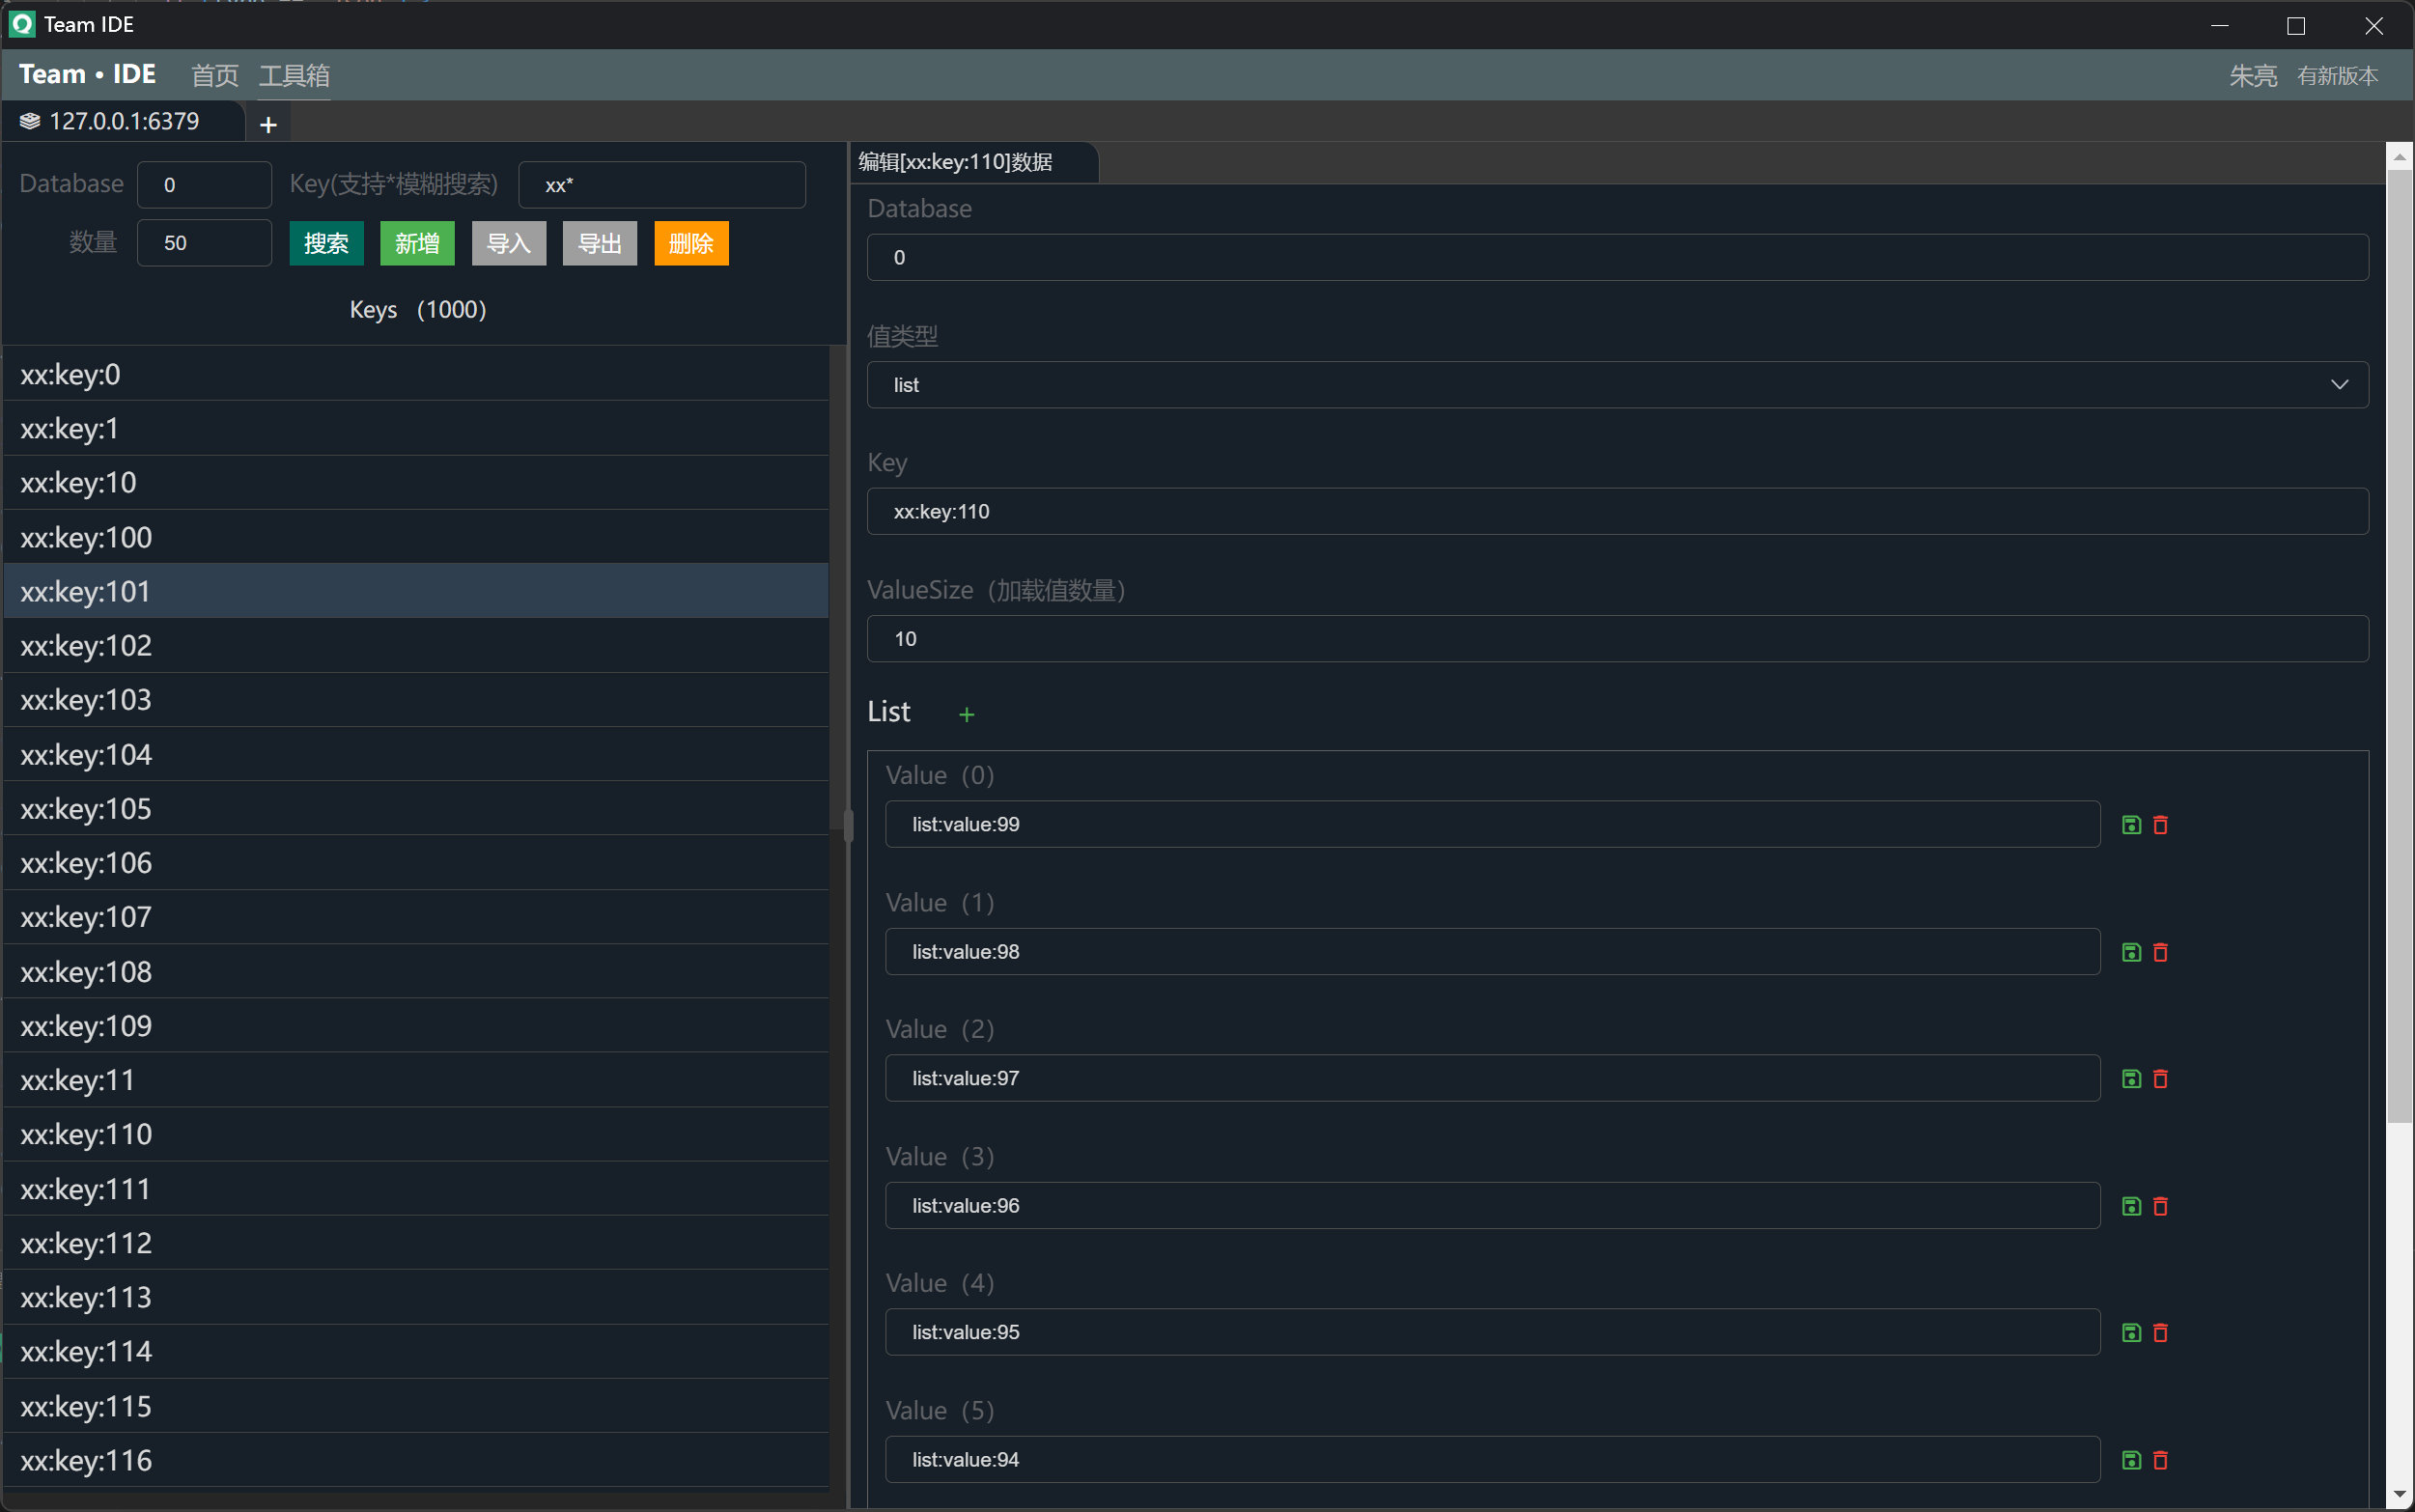 Team IDE
Team • IDE 首页 工具箱 朱亮 有新版本
127.0.0.1:6379 +
Database 0 Key(支持*模糊搜索) xx*
数量 50 搜索 新增 导入 导出 删除
Keys （1000）
xx:key:0
xx:key:1
xx:key:10
xx:key:100
xx:key:101
xx:key:102
xx:key:103
xx:key:104
xx:key:105
xx:key:106
xx:key:107
xx:key:108
xx:key:109
xx:key:11
xx:key:110
xx:key:111
xx:key:112
xx:key:113
xx:key:114
xx:key:115
xx:key:116
编辑[xx:key:110]数据
Database
0
值类型
list
Key
xx:key:110
ValueSize（加载值数量）
10
List +
Value（0）
list:value:99
Value（1）
list:value:98
Value（2）
list:value:97
Value（3）
list:value:96
Value（4）
list:value:95
Value（5）
list:value:94